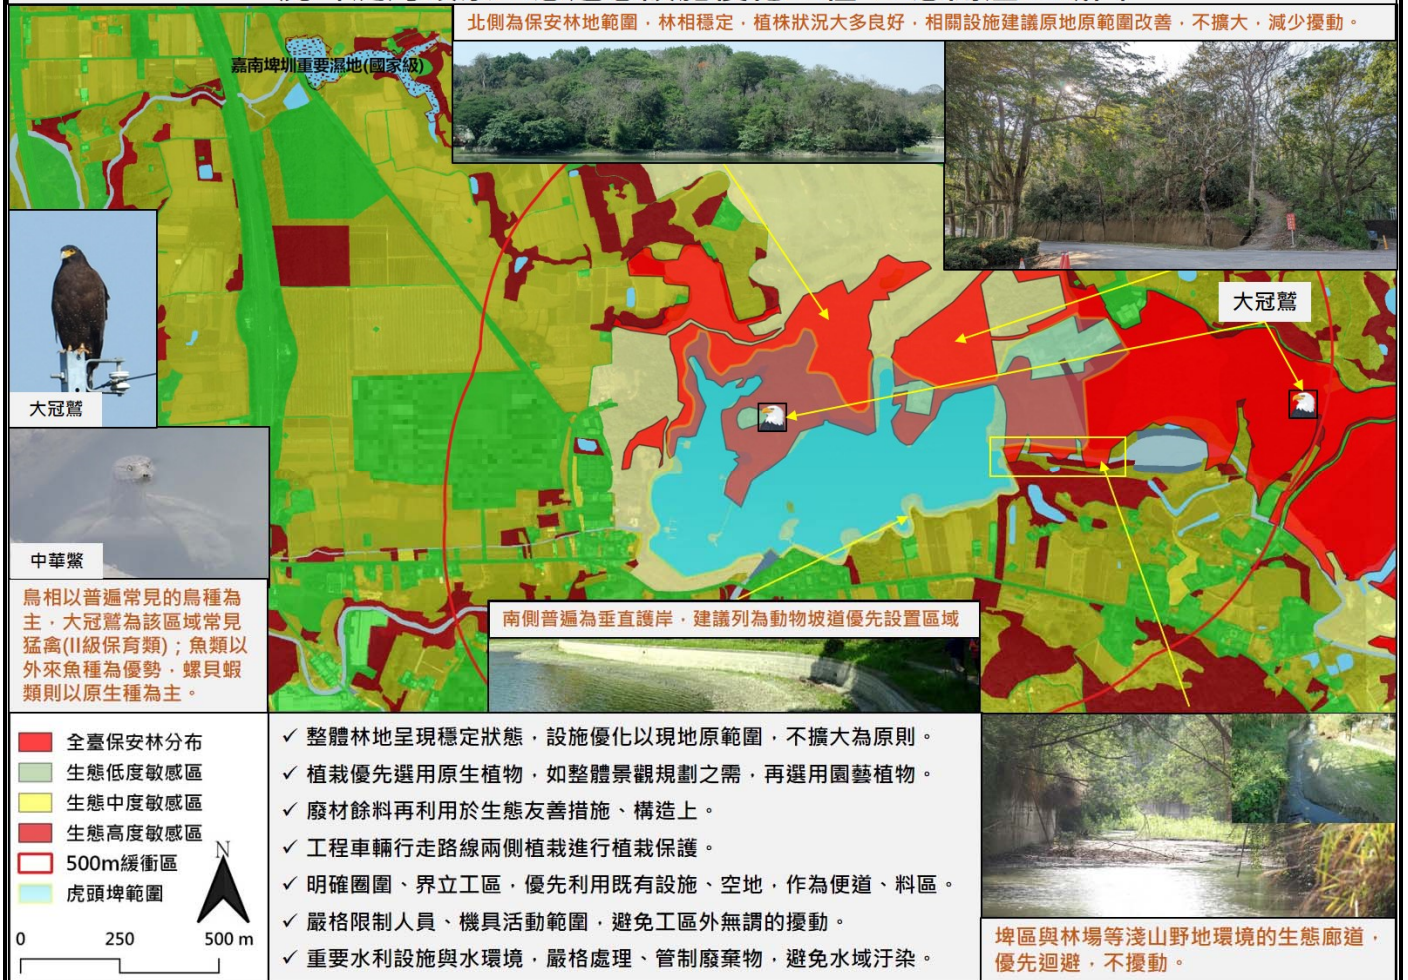 北側為保安林地範圍，林相穩定，植株狀況大多良好，相關設施建議原地原範圍改善，不擴大，減少擾動。
嘉南埤圳重要濕地(國家級)
大冠鷲
大冠鷲
中華鱉
鳥相以普遍常見的鳥種為
主，大冠鷲為該區域常見
猛禽(II級保育類)；魚類以
外來魚種為優勢，螺貝蝦
類則以原生種為主。
南側普遍為垂直護岸，建議列為動物坡道優先設置區域
全臺保安林分布
生態低度敏感區
生態中度敏感區
生態高度敏感區
500m緩衝區
虎頭埤範圍
N
0 250 500 m
✓ 整體林地呈現穩定狀態，設施優化以現地原範圍，不擴大為原則。
✓ 植栽優先選用原生植物，如整體景觀規劃之需，再選用園藝植物。
✓ 廢材餘料再利用於生態友善措施、構造上。
✓ 工程車輛行走路線兩側植栽進行植栽保護。
✓ 明確圈圍、界立工區，優先利用既有設施、空地，作為便道、料區。
✓ 嚴格限制人員、機具活動範圍，避免工區外無謂的擾動。
✓ 重要水利設施與水環境，嚴格處理、管制廢棄物，避免水域汙染。
埤區與林場等淺山野地環境的生態廊道，
優先迴避，不擾動。